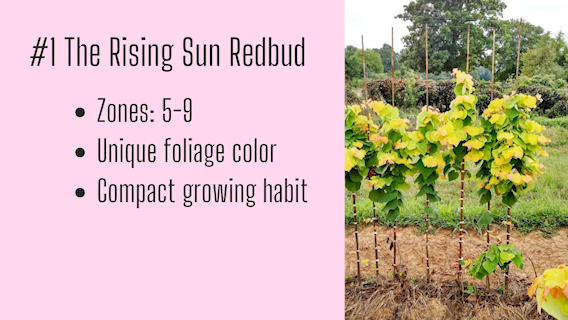 #1 The Rising Sun Redbud
• Zones: 5-9
• Unique foliage color
• Compact growing habit